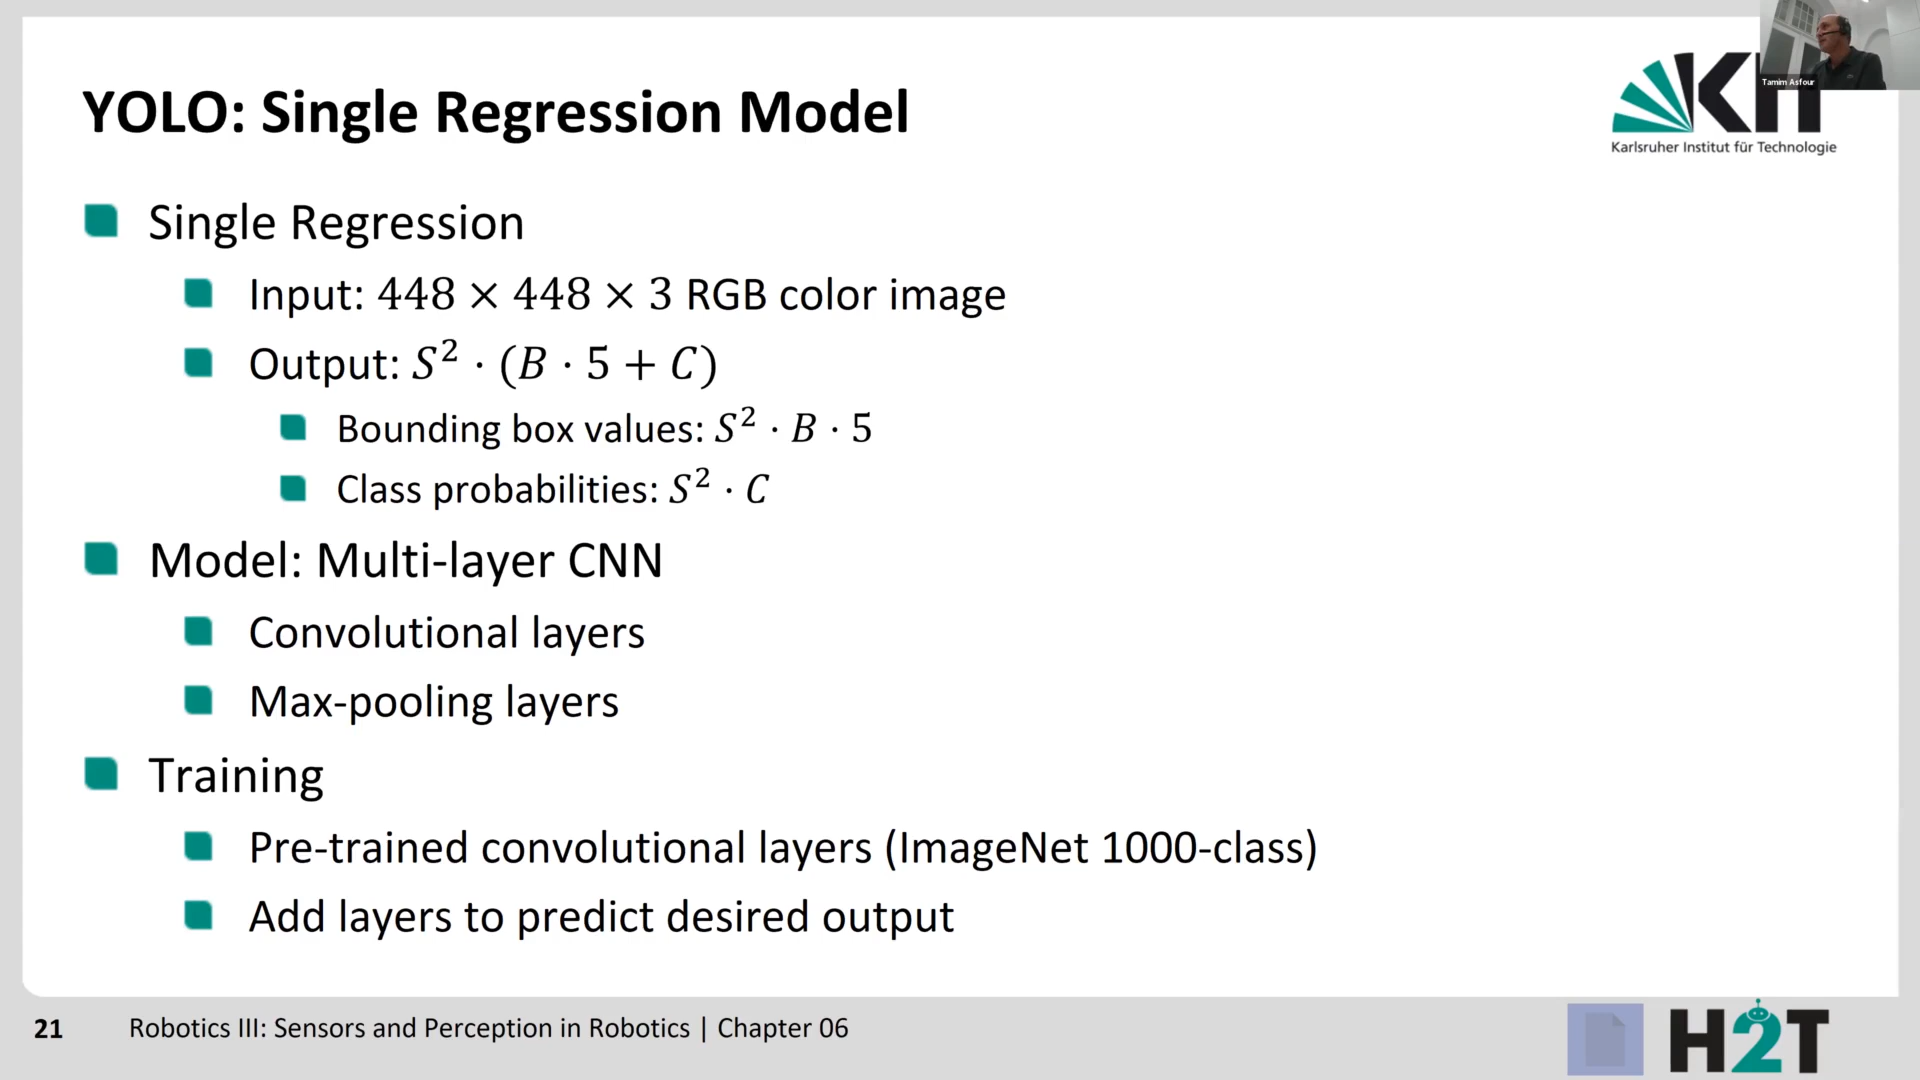 Tamim Asfour
YOLO: Single Regression Model
KIT
Karlsruher Institut für Technologie
Single Regression
Input: 448 × 448 × 3 RGB color image
Output: S² · (B · 5 + C)
Bounding box values: S² · B · 5
Class probabilities: S² · C
Model: Multi-layer CNN
Convolutional layers
Max-pooling layers
Training
Pre-trained convolutional layers (ImageNet 1000-class)
Add layers to predict desired output
21 Robotics III: Sensors and Perception in Robotics | Chapter 06
H2T